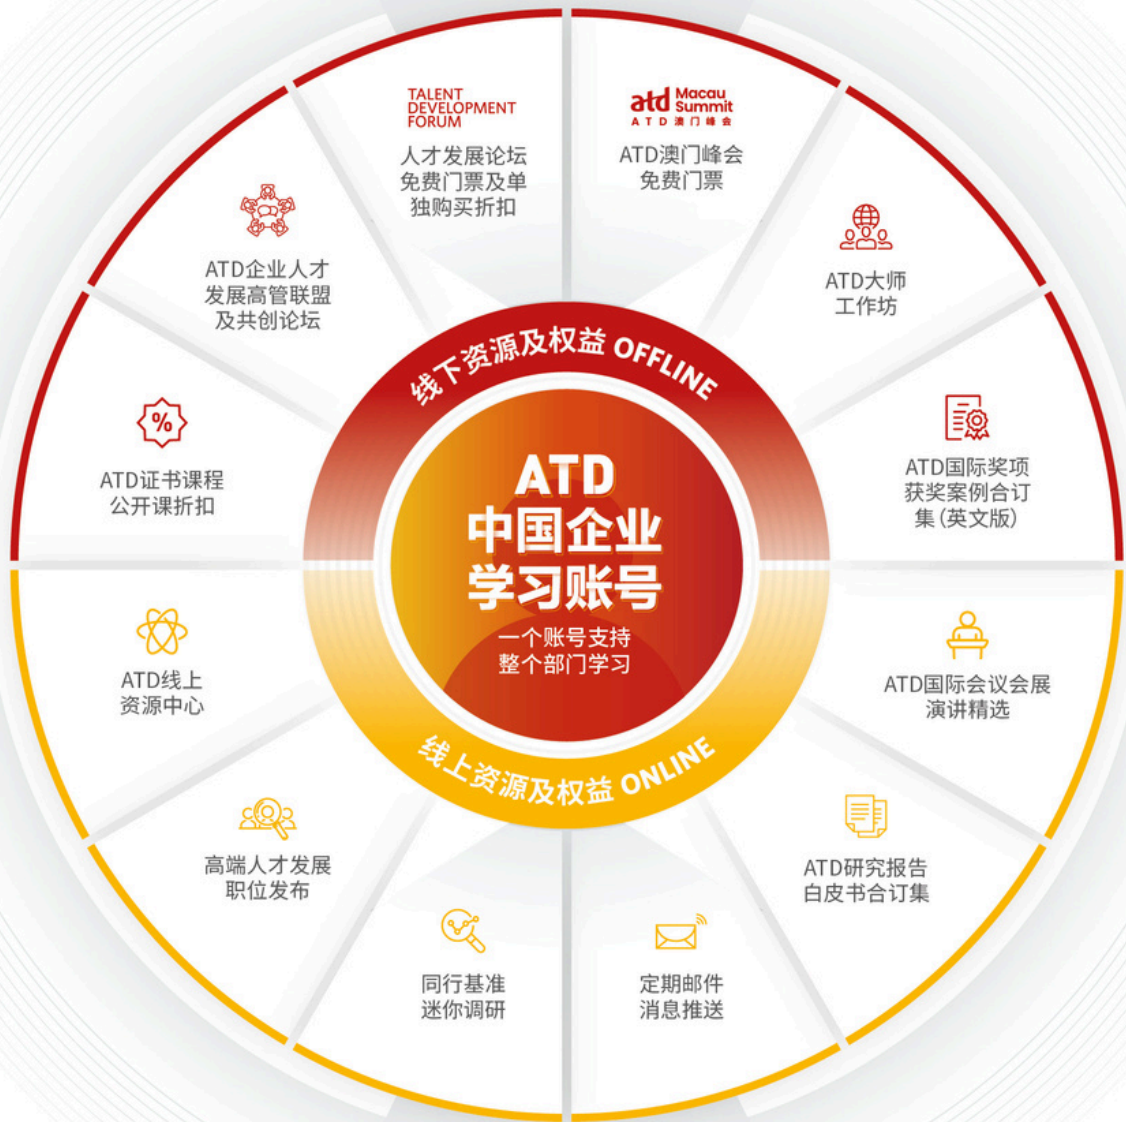 TALENT
DEVELOPMENT
FORUM
人才发展论坛
免费门票及单
独购买折扣
atd Macau
Summit
ATD澳门峰会
ATD澳门峰会
免费门票
ATD企业人才
发展高管联盟
及共创论坛
ATD大师
工作坊
%
ATD证书课程
公开课折扣
ATD国际奖项
获奖案例合订
集(英文版)
线下资源及权益 OFFLINE
ATD
中国企业
学习账号
一个账号支持
整个部门学习
线上资源及权益 ONLINE
ATD线上
资源中心
ATD国际会议会展
演讲精选
高端人才发展
职位发布
ATD研究报告
白皮书合订集
同行基准
迷你调研
定期邮件
消息推送